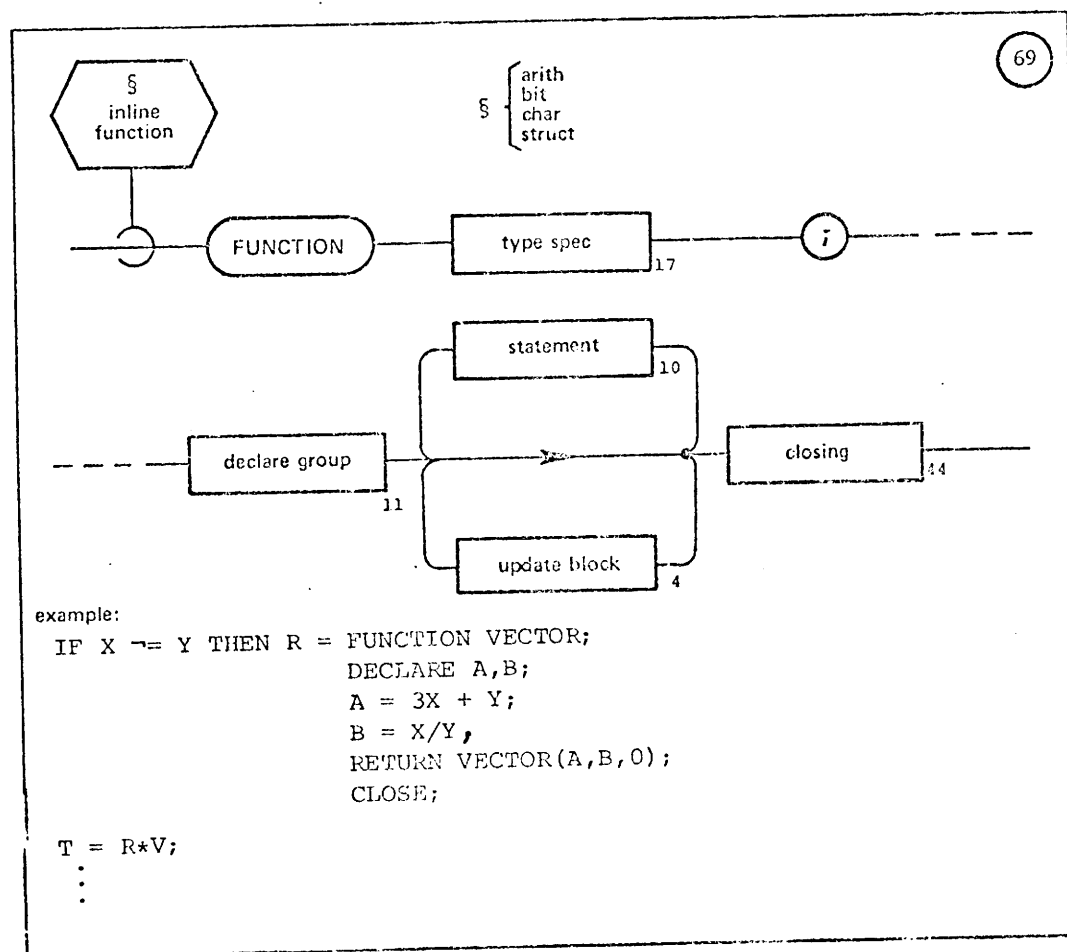 69
§
inline
function
§
arith
bit
char
struct
FUNCTION
type spec
17
i
statement
10
declare group
11
closing
44
update block
4
example:
IF X ¬= Y THEN R = FUNCTION VECTOR;
DECLARE A,B;
A = 3X + Y;
B = X/Y,
RETURN VECTOR(A,B,0);
CLOSE;
T = R*V;